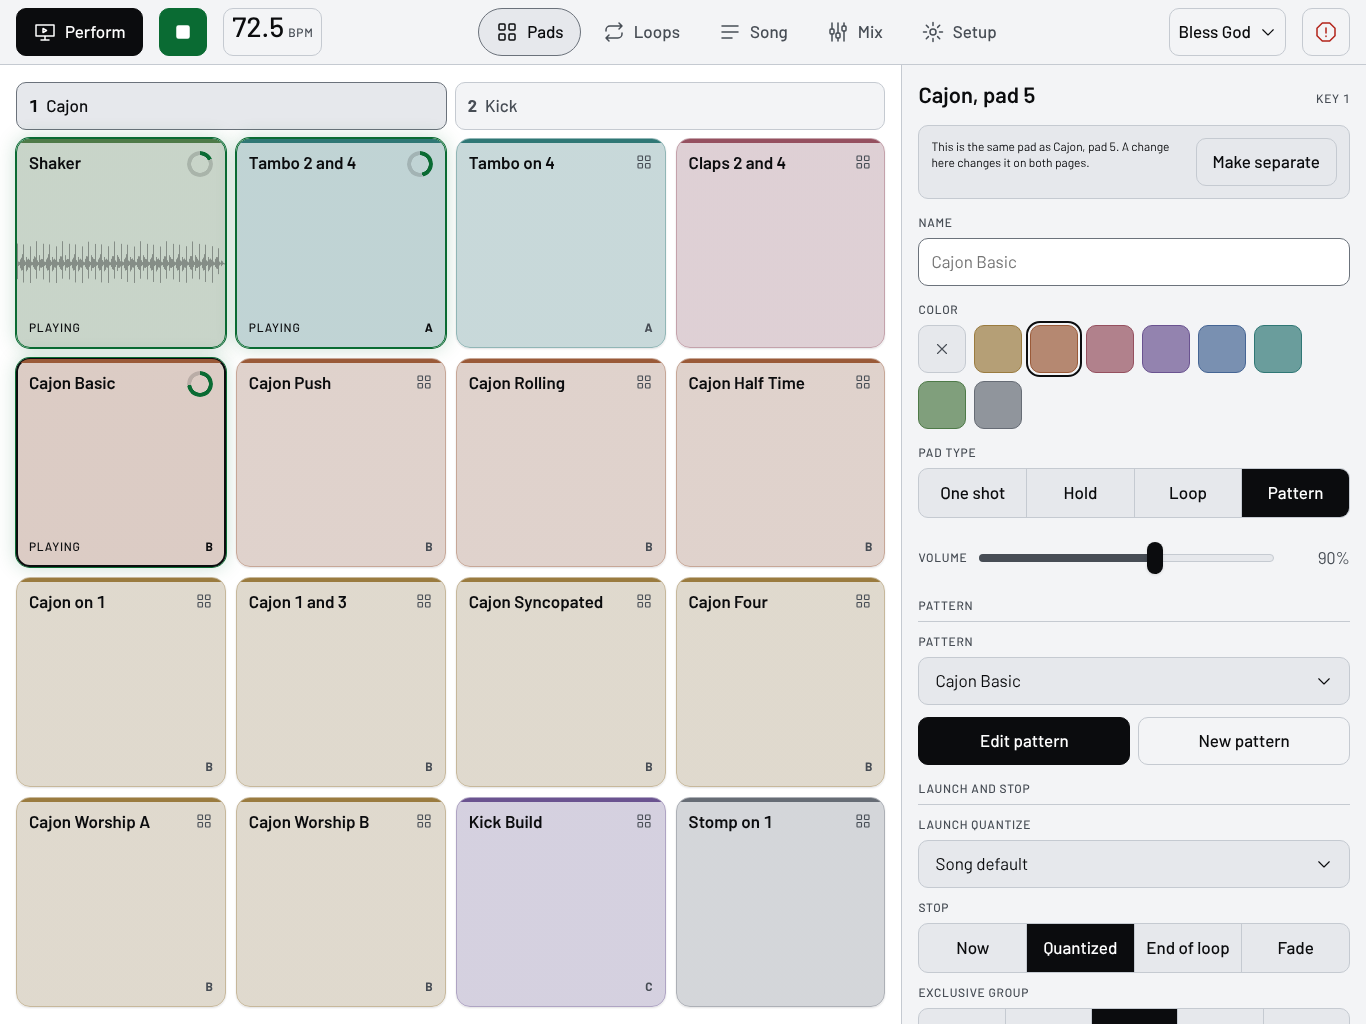 Perform
72.5 BPM
Pads
Loops
Song
Mix
Setup
Bless God
1 Cajon
2 Kick
Shaker
PLAYING
Tambo 2 and 4
PLAYING A
Tambo on 4
A
Claps 2 and 4
Cajon Basic
PLAYING B
Cajon Push
B
Cajon Rolling
B
Cajon Half Time
B
Cajon on 1
B
Cajon 1 and 3
B
Cajon Syncopated
B
Cajon Four
B
Cajon Worship A
B
Cajon Worship B
B
Kick Build
C
Stomp on 1
Cajon, pad 5
KEY 1
This is the same pad as Cajon, pad 5. A change
here changes it on both pages.
Make separate
NAME
Cajon Basic
COLOR
PAD TYPE
One shot
Hold
Loop
Pattern
VOLUME
90%
PATTERN
PATTERN
Cajon Basic
Edit pattern
New pattern
LAUNCH AND STOP
LAUNCH QUANTIZE
Song default
STOP
Now
Quantized
End of loop
Fade
EXCLUSIVE GROUP